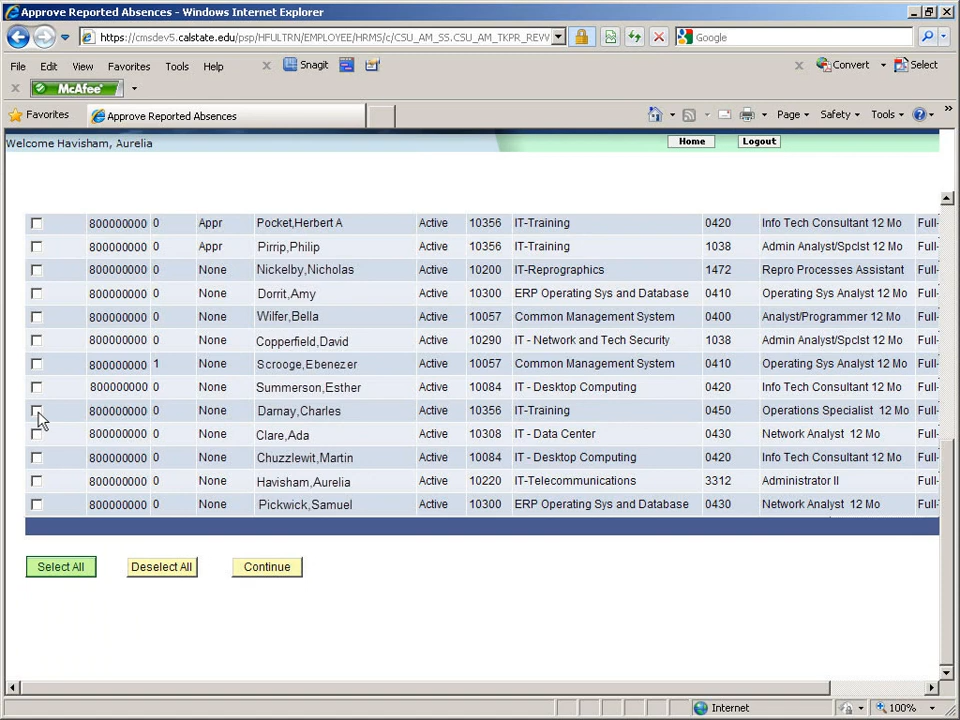 Approve Reported Absences - Windows Internet Explorer
https://cmsdev5.calstate.edu/psp/HFULTRN/EMPLOYEE/HRMS/c/CSU_AM_SS.CSU_AM_TKPR_REVW
Google
File Edit View Favorites Tools Help x Snagit x Convert Select
x McAfee
Favorites Approve Reported Absences Page Safety Tools »
Welcome Havisham, Aurelia Home Logout
800000000 0 Appr Pocket,Herbert A Active 10356 IT-Training 0420 Info Tech Consultant 12 Mo Full-
800000000 0 Appr Pirrip,Philip Active 10356 IT-Training 1038 Admin Analyst/Spclst 12 Mo Full-
800000000 0 None Nickelby,Nicholas Active 10200 IT-Reprographics 1472 Repro Processes Assistant Full-
800000000 0 None Dorrit,Amy Active 10300 ERP Operating Sys and Database 0410 Operating Sys Analyst 12 Mo Full-
800000000 0 None Wilfer,Bella Active 10057 Common Management System 0400 Analyst/Programmer 12 Mo Full-
800000000 0 None Copperfield,David Active 10290 IT - Network and Tech Security 1038 Admin Analyst/Spclst 12 Mo Full-
800000000 1 None Scrooge,Ebenezer Active 10057 Common Management System 0410 Operating Sys Analyst 12 Mo Full-
800000000 0 None Summerson,Esther Active 10084 IT - Desktop Computing 0420 Info Tech Consultant 12 Mo Full-
800000000 0 None Darnay,Charles Active 10356 IT-Training 0450 Operations Specialist 12 Mo Full-
800000000 0 None Clare,Ada Active 10308 IT - Data Center 0430 Network Analyst 12 Mo Full-
800000000 0 None Chuzzlewit,Martin Active 10084 IT - Desktop Computing 0420 Info Tech Consultant 12 Mo Full-
800000000 0 None Havisham,Aurelia Active 10220 IT-Telecommunications 3312 Administrator II Full-
800000000 0 None Pickwick,Samuel Active 10300 ERP Operating Sys and Database 0430 Network Analyst 12 Mo Full-
Select All Deselect All Continue
Internet 100%